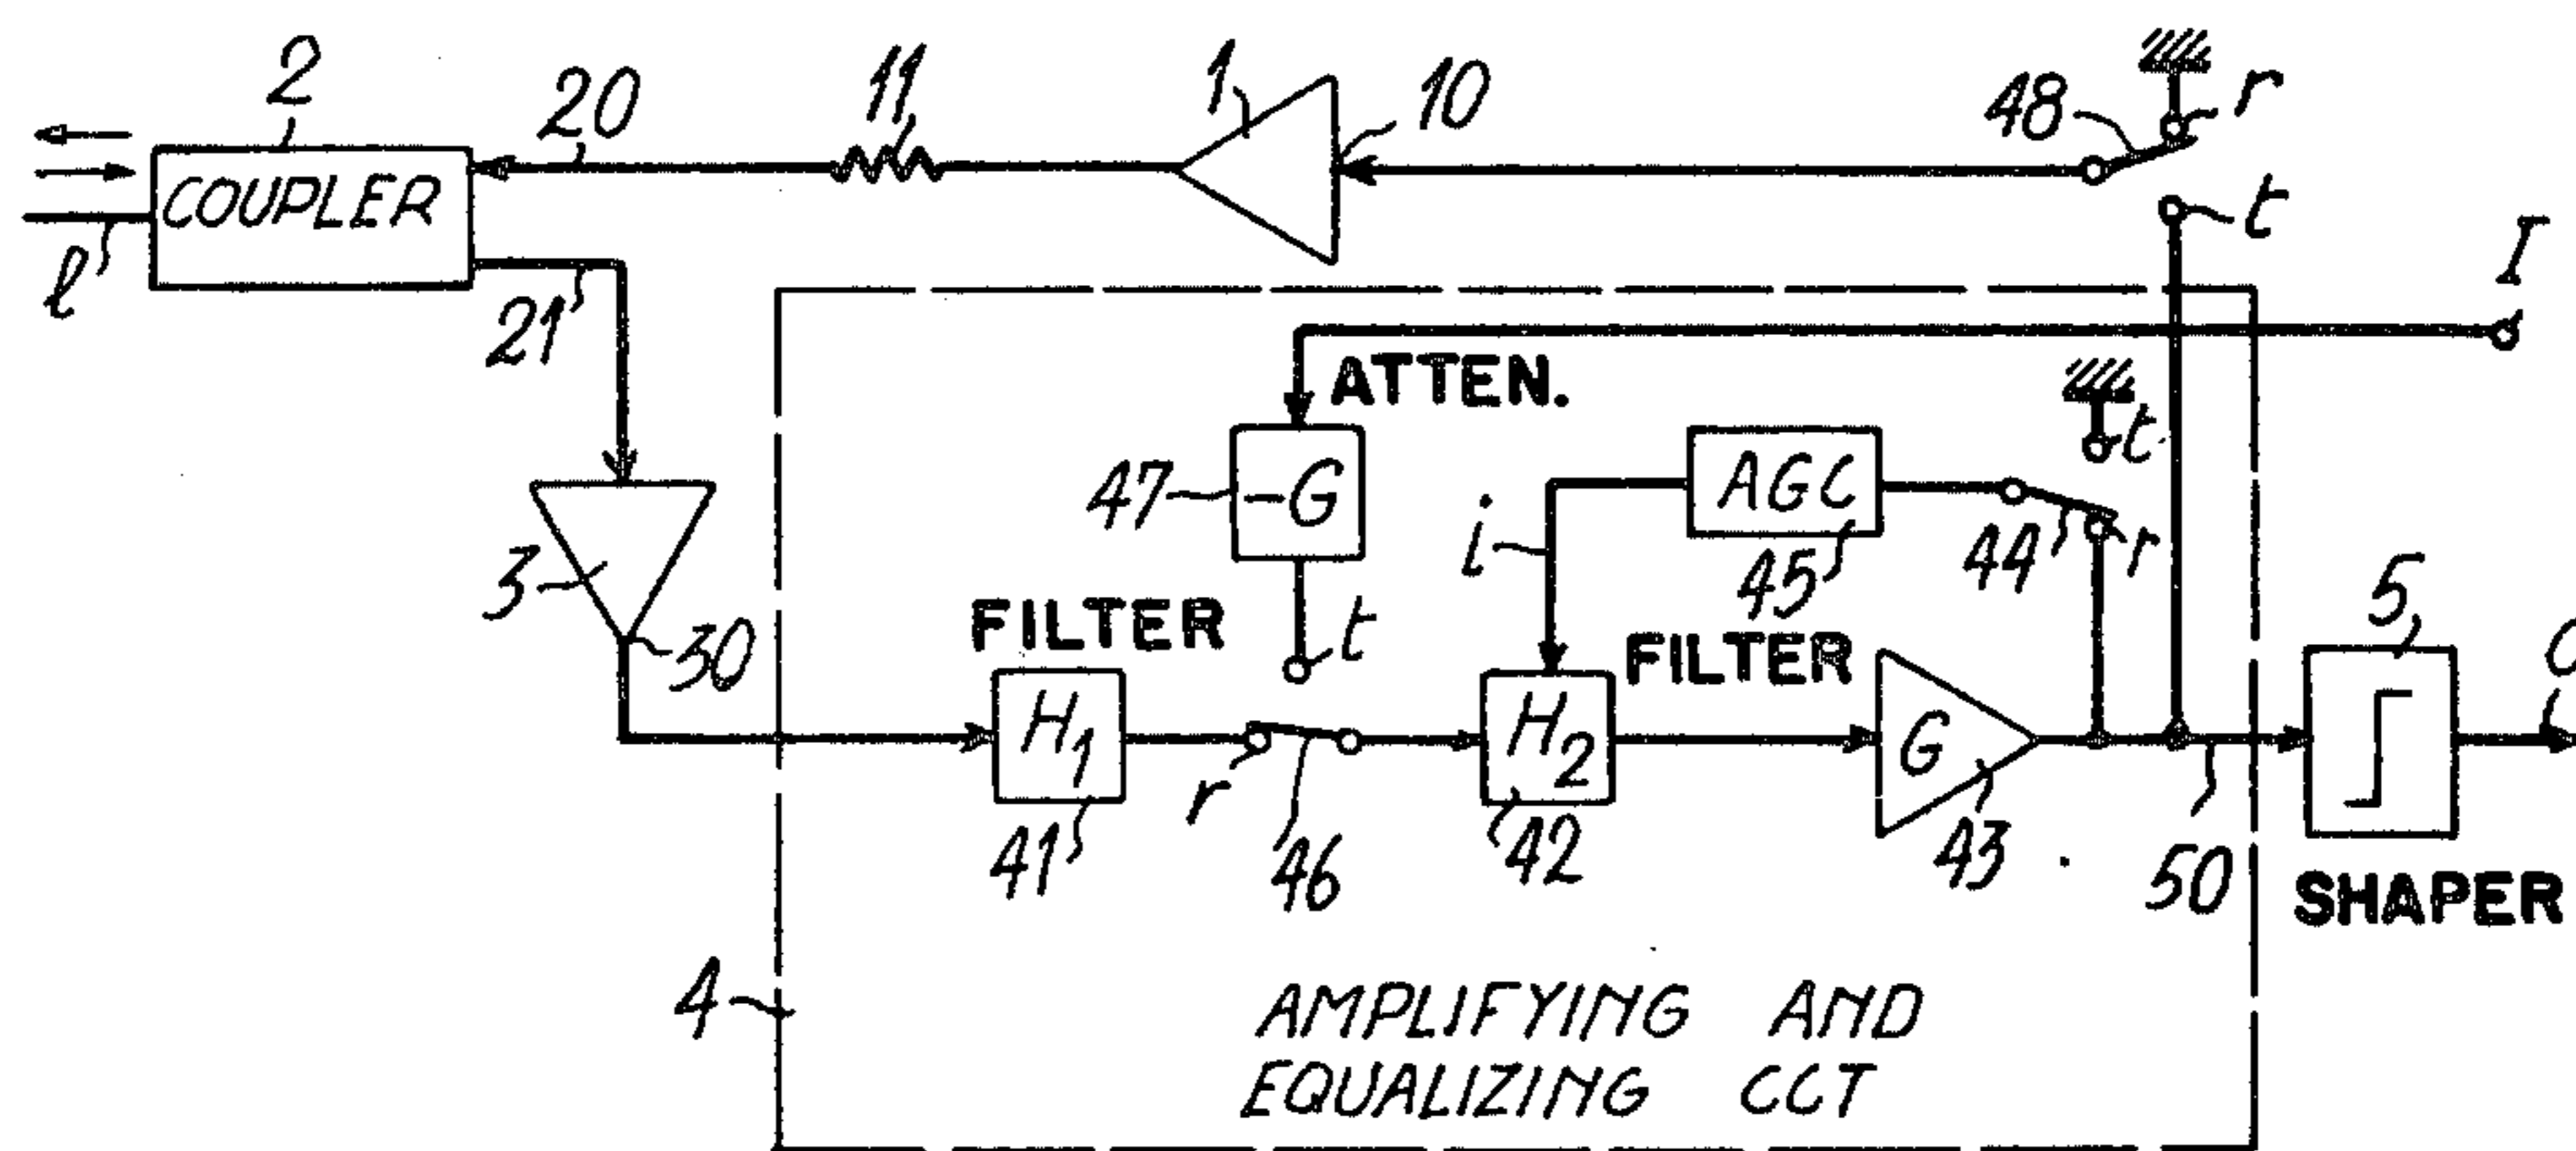 2
20
11
1
10
48
r
COUPLER
t
I
l
21
ATTEN.
t
47
-G
AGC
i
45
44
r
3
30
FILTER
t
FILTER
5
H1
r
46
H2
G
41
42
43
50
SHAPER
4
AMPLIFYING AND
EQUALIZING CCT